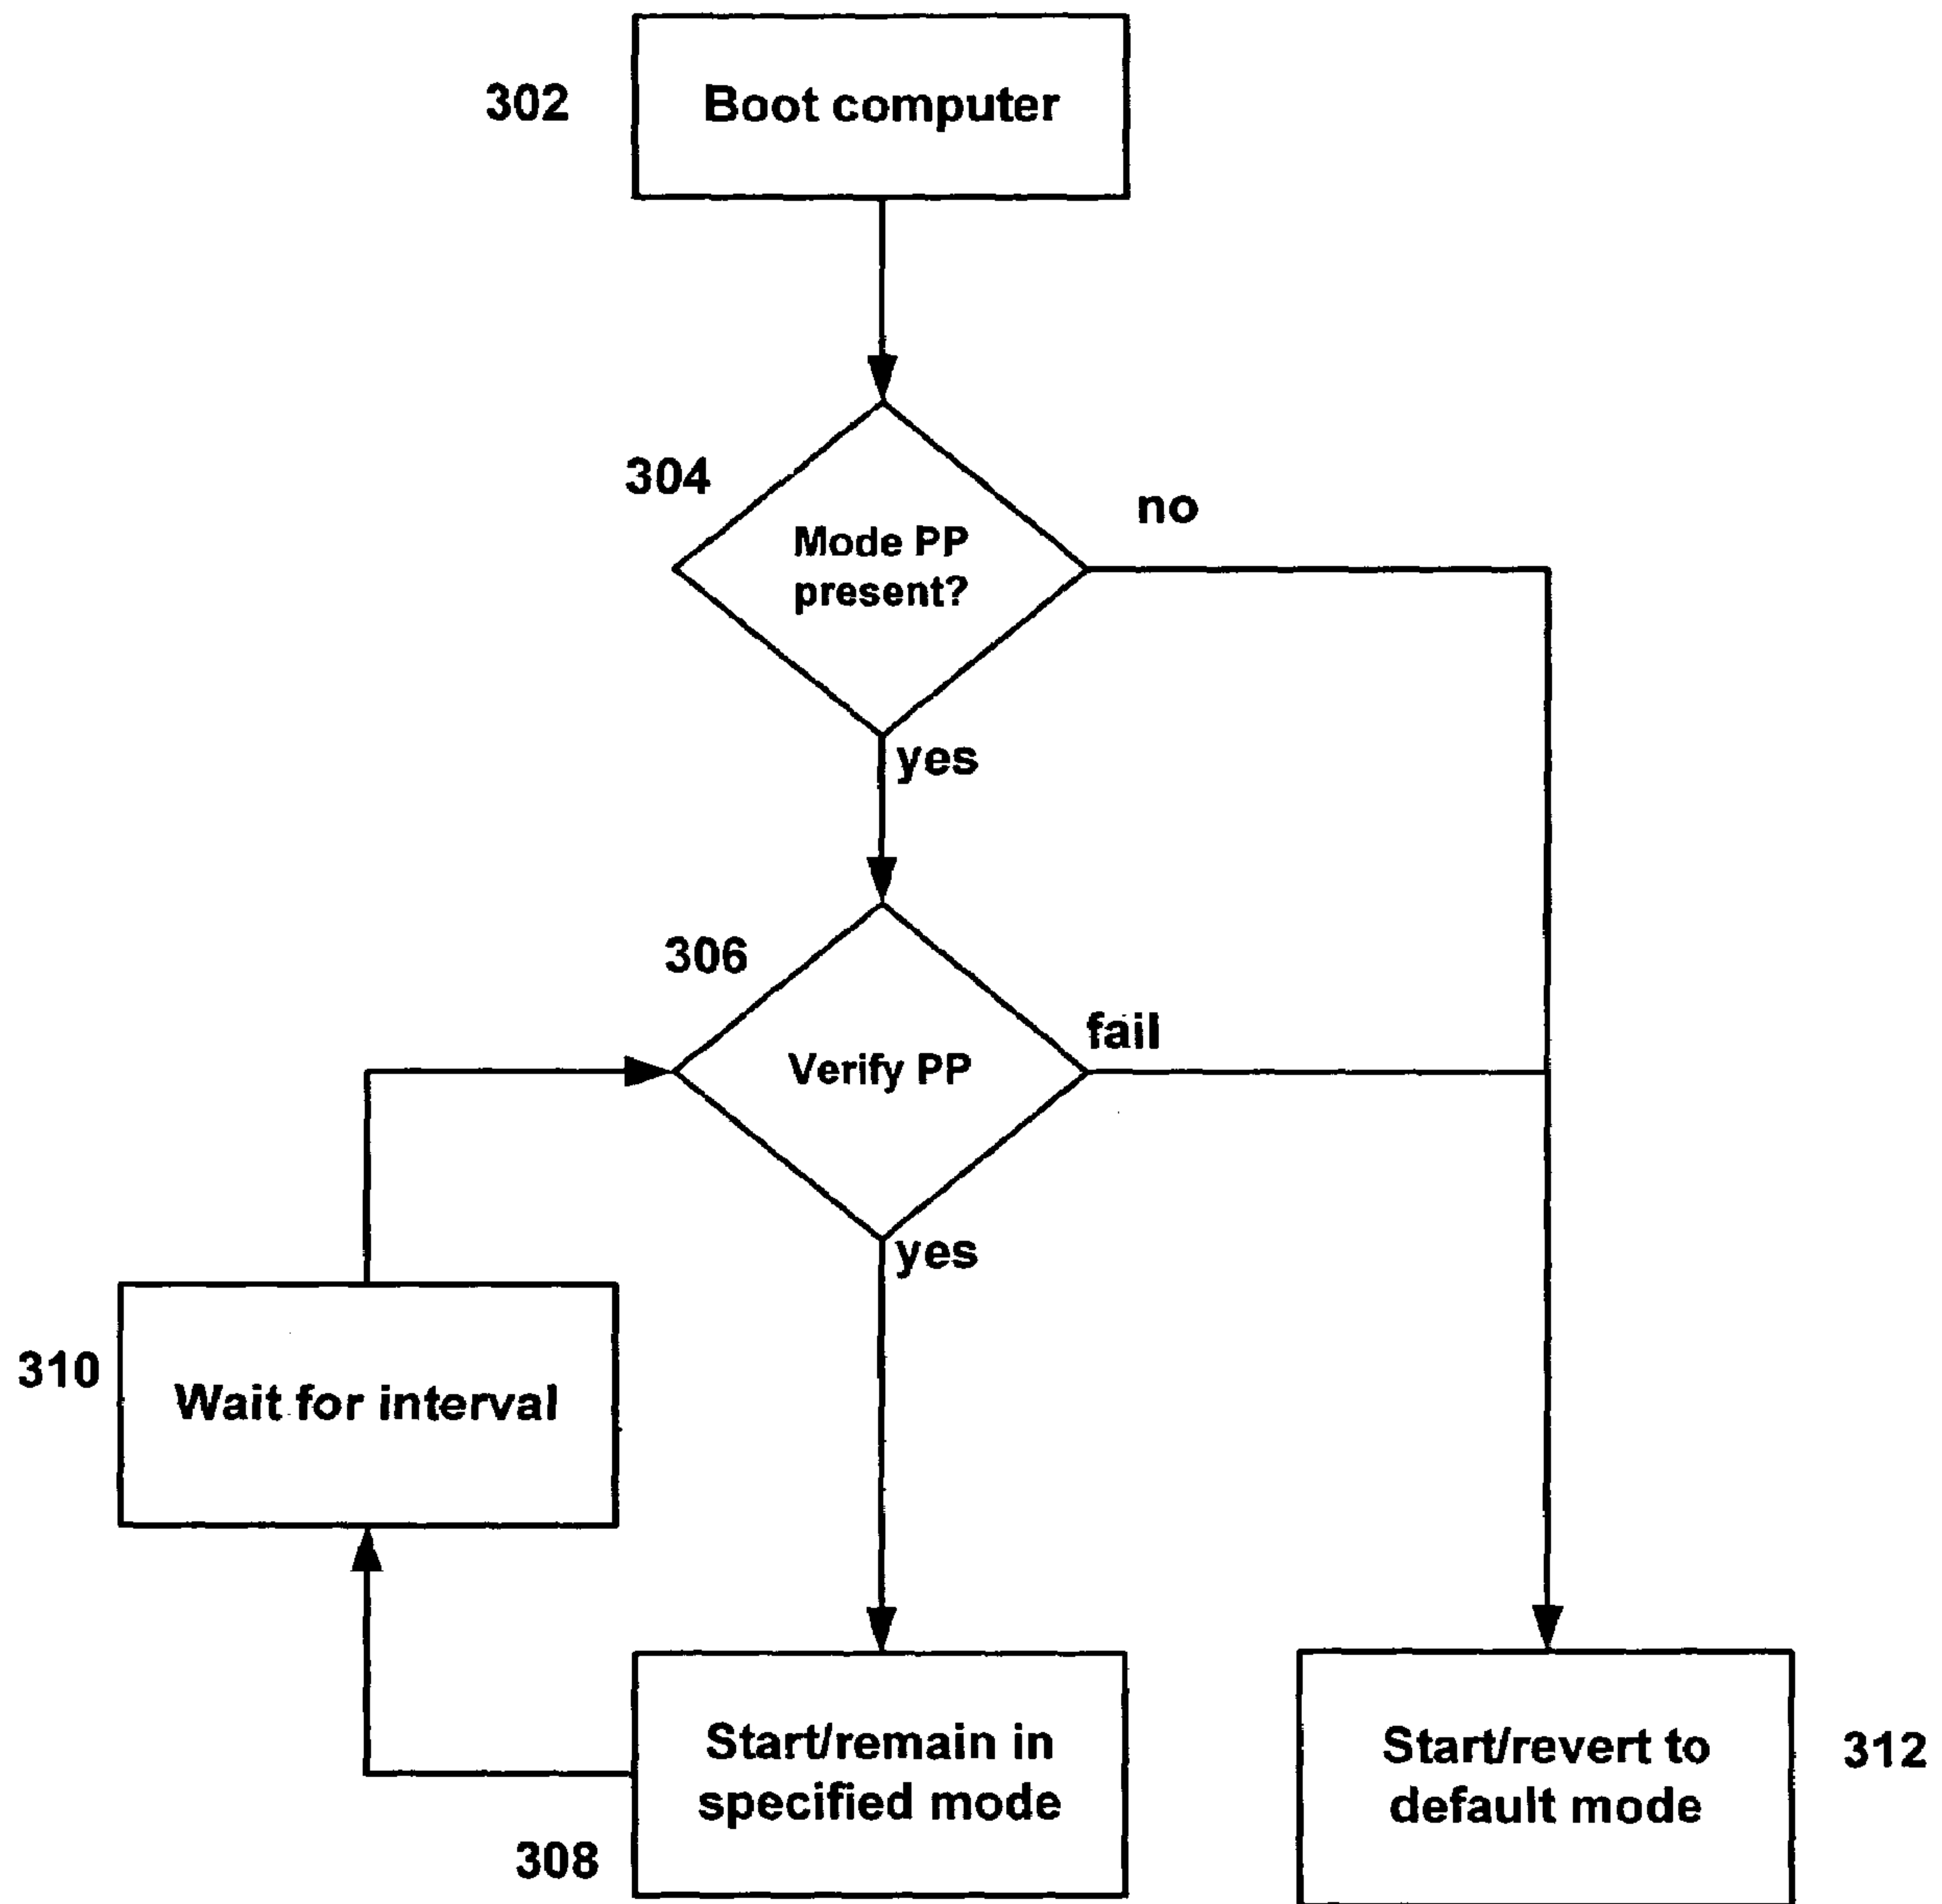 302
Boot computer
304
Mode PP
present?
no
yes
306
Verify PP
fail
yes
310
Wait for interval
Start/remain in
specified mode
308
Start/revert to
default mode
312